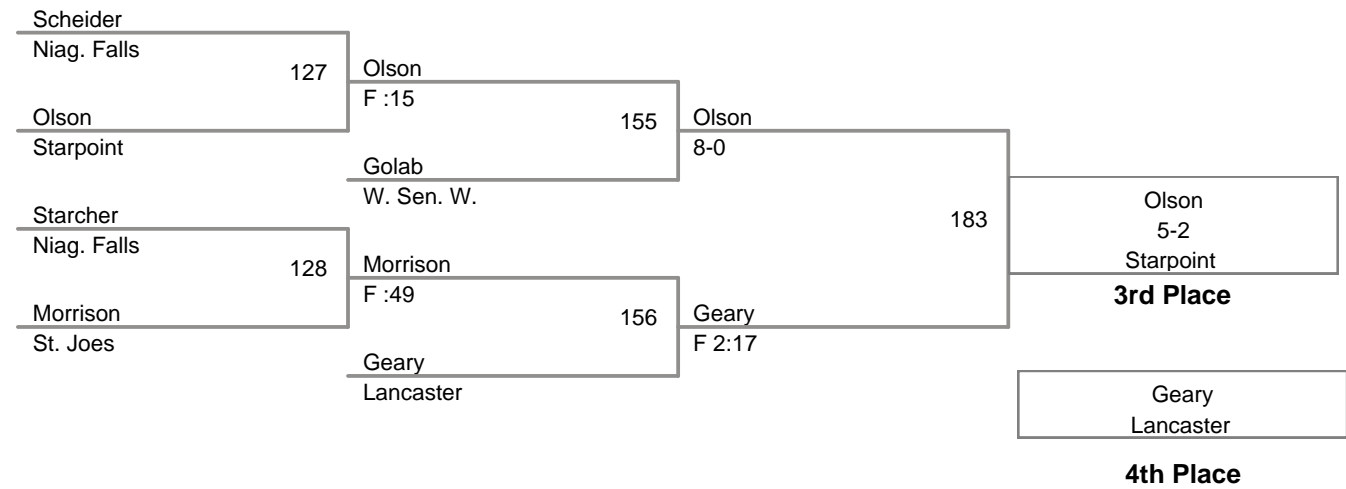 Scheider
Niag. Falls
127
Olson
F :15
Olson
Starpoint
155
Olson
8-0
Golab
W. Sen. W.
Starcher
Niag. Falls
183
Olson
5-2
Starpoint
3rd Place
128
Morrison
F :49
Morrison
St. Joes
156
Geary
F 2:17
Geary
Lancaster
Geary
Lancaster
4th Place